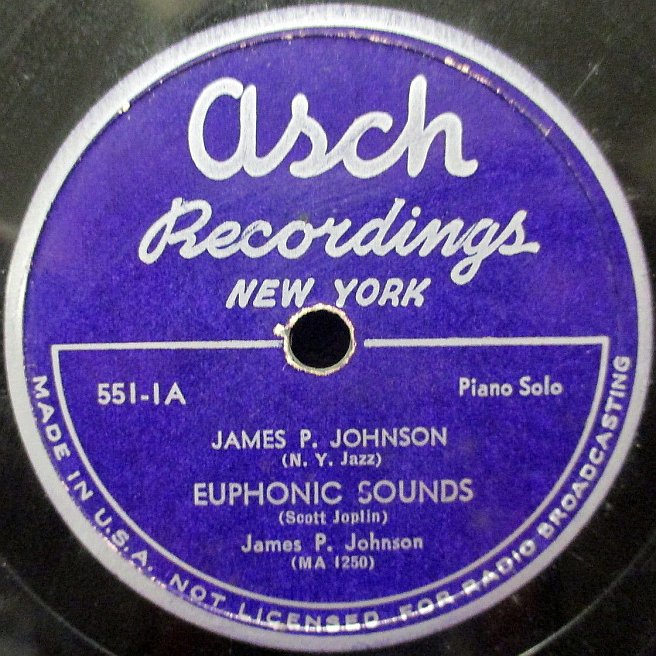 asch
Recordings
NEW YORK
551-1A
Piano Solo
JAMES P. JOHNSON
(N. Y. Jazz)
EUPHONIC SOUNDS
(Scott Joplin)
James P. Johnson
(MA 1250)
MADE IN U.S.A. NOT LICENSED FOR RADIO BROADCASTING